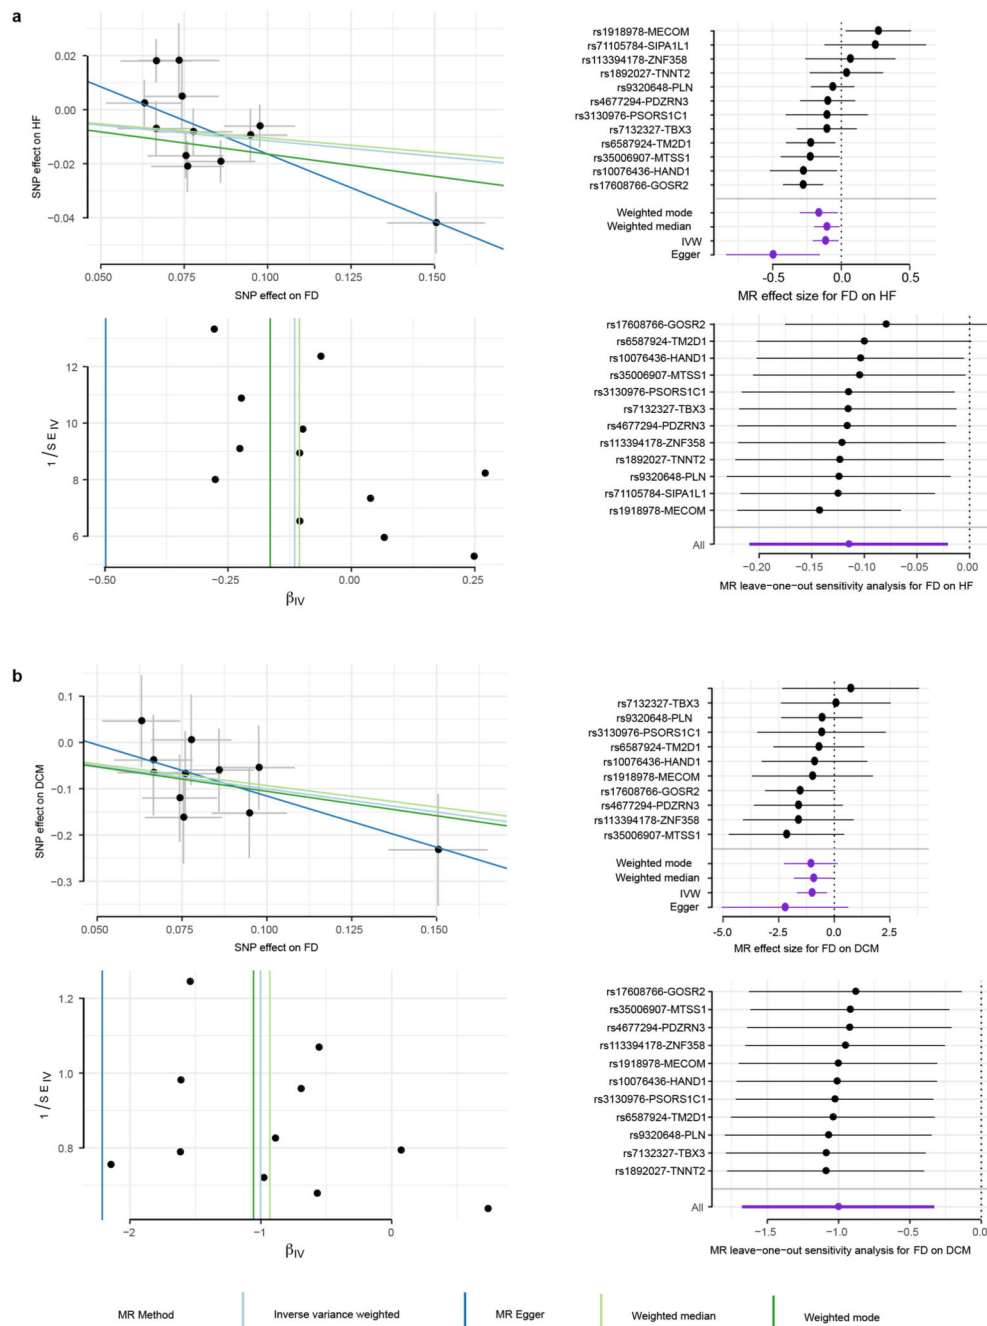 a
0.02
0.00
−0.02
−0.04
SNP effect on HF
0.050
0.075
0.100
0.125
0.150
SNP effect on FD
rs1918978-MECOM
rs71105784-SIPA1L1
rs113394178-ZNF358
rs1892027-TNNT2
rs9320648-PLN
rs4677294-PDZRN3
rs3130976-PSORS1C1
rs7132327-TBX3
rs6587924-TM2D1
rs35006907-MTSS1
rs10076436-HAND1
rs17608766-GOSR2
Weighted mode
Weighted median
IVW
Egger
-0.5
0.0
0.5
MR effect size for FD on HF
12
10
8
6
1 / S E IV
−0.50
−0.25
0.00
0.25
βIV
rs17608766-GOSR2
rs6587924-TM2D1
rs10076436-HAND1
rs35006907-MTSS1
rs3130976-PSORS1C1
rs7132327-TBX3
rs4677294-PDZRN3
rs113394178-ZNF358
rs1892027-TNNT2
rs9320648-PLN
rs71105784-SIPA1L1
rs1918978-MECOM
All
−0.20
−0.15
−0.10
−0.05
0.00
MR leave-one-out sensitivity analysis for FD on HF
b
0.1
0.0
−0.1
−0.2
−0.3
SNP effect on DCM
0.050
0.075
0.100
0.125
0.150
SNP effect on FD
rs7132327-TBX3
rs9320648-PLN
rs3130976-PSORS1C1
rs6587924-TM2D1
rs10076436-HAND1
rs1918978-MECOM
rs17608766-GOSR2
rs4677294-PDZRN3
rs113394178-ZNF358
rs35006907-MTSS1
Weighted mode
Weighted median
IVW
Egger
-5.0
-2.5
0.0
2.5
MR effect size for FD on DCM
1.2
1.0
0.8
1 / S E IV
−2
−1
0
βIV
rs17608766-GOSR2
rs35006907-MTSS1
rs4677294-PDZRN3
rs113394178-ZNF358
rs1918978-MECOM
rs10076436-HAND1
rs3130976-PSORS1C1
rs6587924-TM2D1
rs9320648-PLN
rs7132327-TBX3
rs1892027-TNNT2
All
−1.5
−1.0
−0.5
0.0
MR leave-one-out sensitivity analysis for FD on DCM
MR Method
Inverse variance weighted
MR Egger
Weighted median
Weighted mode